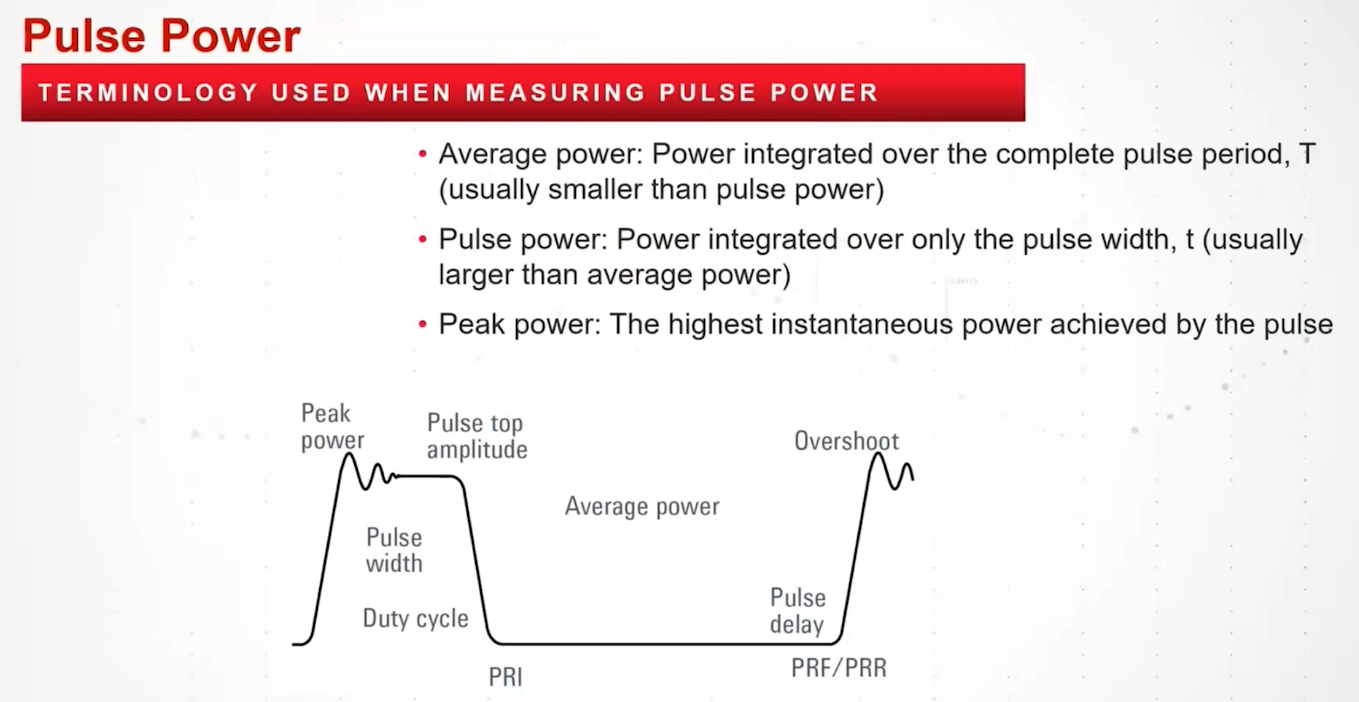 Pulse Power
TERMINOLOGY USED WHEN MEASURING PULSE POWER
• Average power: Power integrated over the complete pulse period, T
(usually smaller than pulse power)
• Pulse power: Power integrated over only the pulse width, t (usually
larger than average power)
• Peak power: The highest instantaneous power achieved by the pulse
Peak
power
Pulse top
amplitude
Overshoot
Average power
Pulse
width
Duty cycle
Pulse
delay
PRI
PRF/PRR